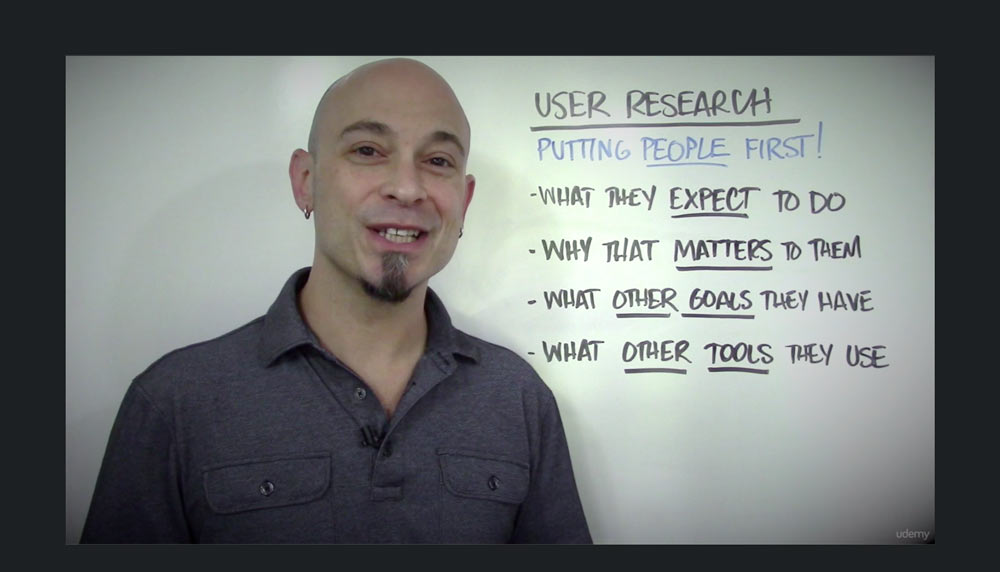 USER RESEARCH
PUTTING PEOPLE FIRST!
-WHAT THEY EXPECT TO DO
- WHY THAT MATTERS TO THEM
- WHAT OTHER GOALS THEY HAVE
- WHAT OTHER TOOLS THEY USE
udemy